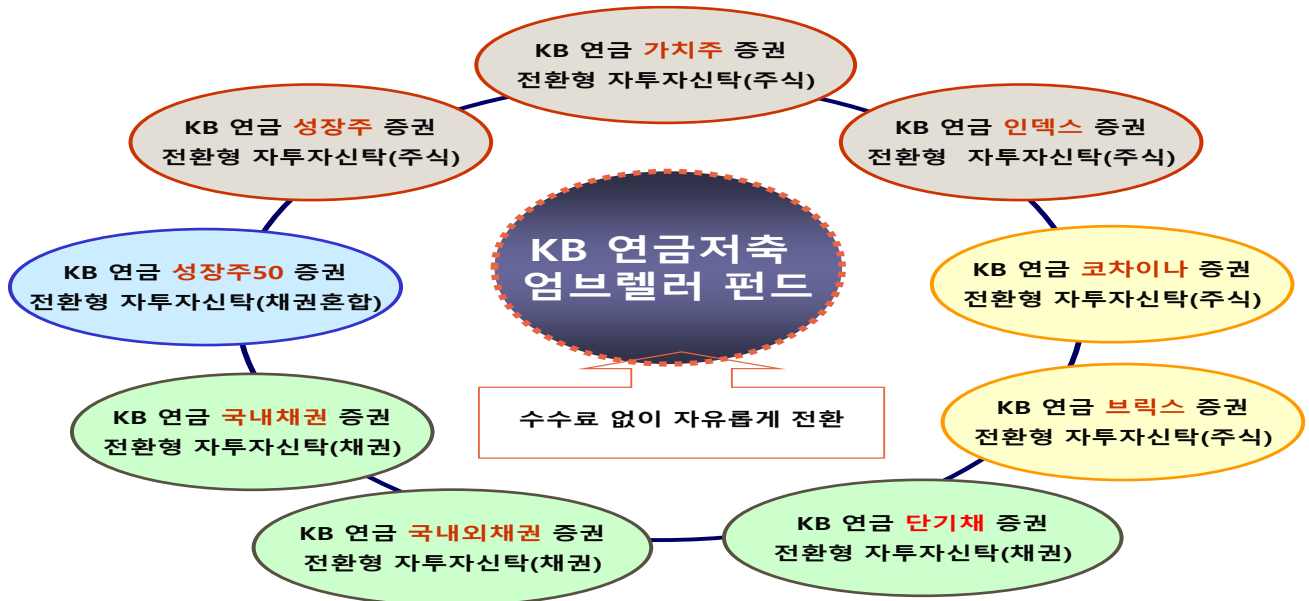 KB 연금 가치주 증권
전환형 자투자신탁(주식)
KB 연금 성장주 증권
전환형 자투자신탁(주식)
KB 연금 인덱스 증권
전환형 자투자신탁(주식)
KB 연금저축
엄브렐러 펀드
KB 연금 성장주50 증권
전환형 자투자신탁(채권혼합)
KB 연금 코차이나 증권
전환형 자투자신탁(주식)
수수료 없이 자유롭게 전환
KB 연금 국내채권 증권
전환형 자투자신탁(채권)
KB 연금 브릭스 증권
전환형 자투자신탁(주식)
KB 연금 국내외채권 증권
전환형 자투자신탁(채권)
KB 연금 단기채 증권
전환형 자투자신탁(채권)